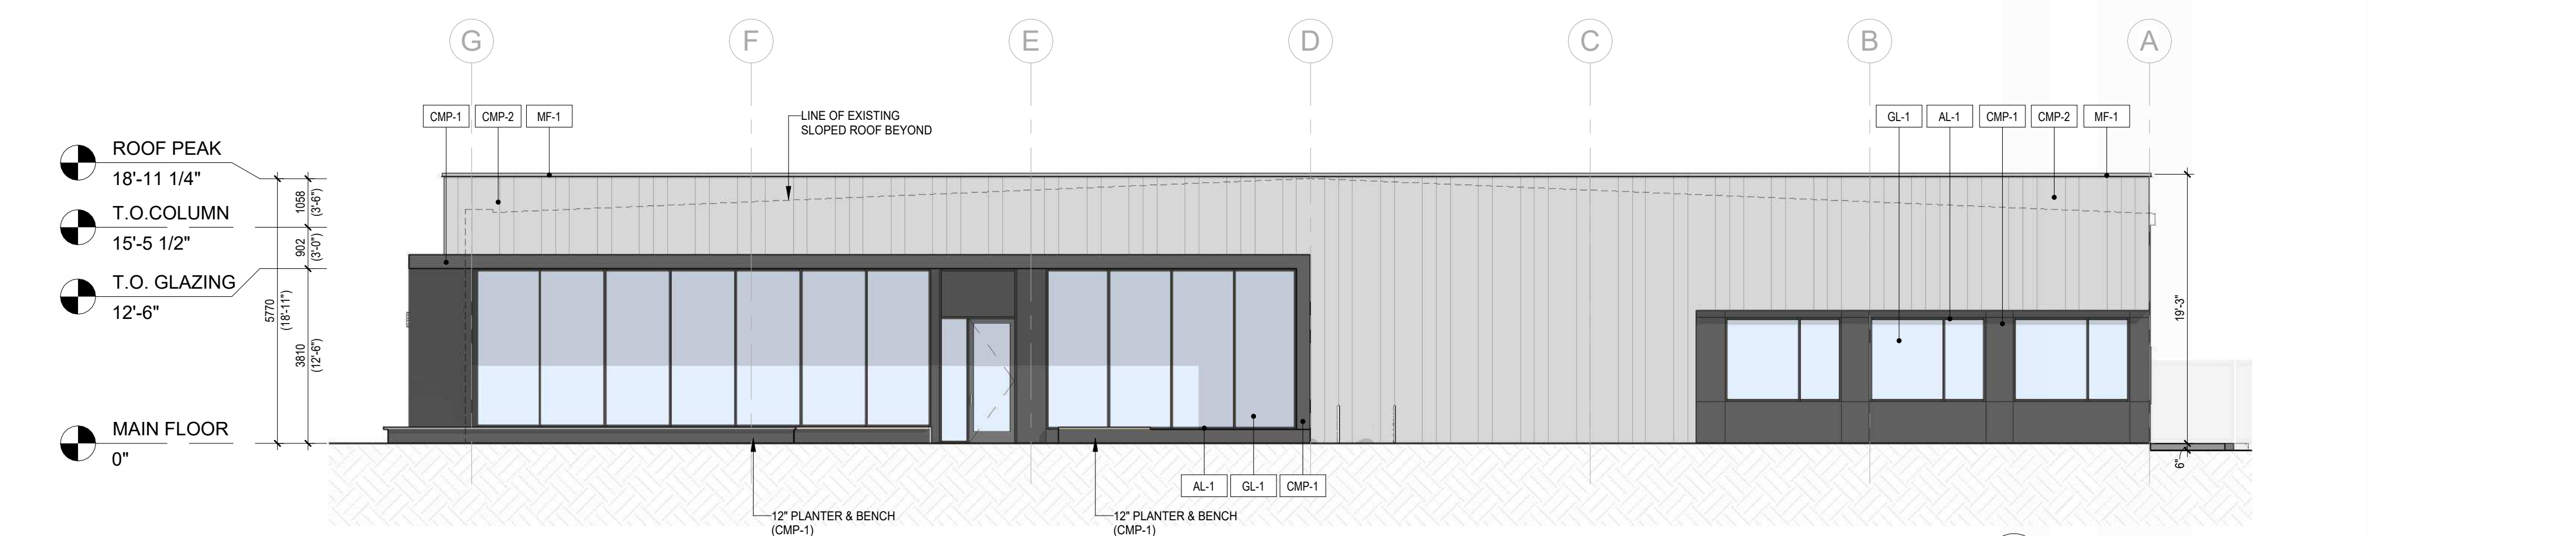 G F E D C B A
CMP-1 CMP-2 MF-1
LINE OF EXISTING
SLOPED ROOF BEYOND
GL-1 AL-1 CMP-1 CMP-2 MF-1
ROOF PEAK
18'-11 1/4"
T.O.COLUMN
15'-5 1/2"
T.O. GLAZING
12'-6"
MAIN FLOOR
0"
5770
(18'-11")
1058
(3'-6")
902
(3'-0")
3810
(12'-6")
19'-3"
6"
AL-1 GL-1 CMP-1
12" PLANTER & BENCH
(CMP-1)
12" PLANTER & BENCH
(CMP-1)